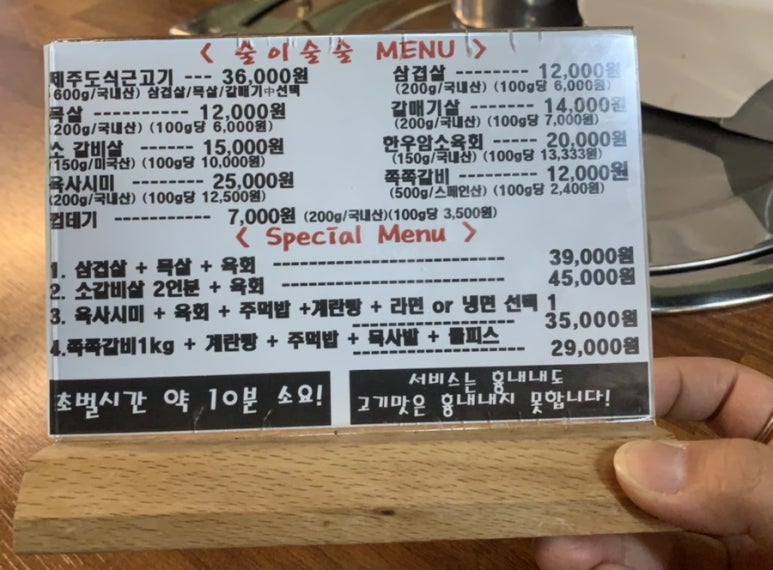 < 술이술술 MENU >
제주도식근고기 --- 36,000원
(600g/국내산) 삼겹살/목살/갈매기中선택
목살 ----------- 12,000원
(200g/국내산) (100g당 6,000원)
소 갈비살 ------ 15,000원
(150g/미국산) (100g당 10,000원)
육사시미 -------- 25,000원
(200g/국내산) (100g당 12,500원)
껍데기 ----------- 7,000원 (200g/국내산)(100g당 3,500원)
삼겹살 -------- 12,000원
(200g/국내산) (100g당 6,000원)
갈매기살 ------- 14,000원
(200g/국내산) (100g당 7,000원)
한우암소육회 ----- 20,000원
(150g/국내산) (100g당 13,333원)
쪽쪽갈비 ------- 12,000원
(500g/스페인산) (100g당 2,400원)
< Special Menu >
1. 삼겹살 + 목살 + 육회 -------------------------- 39,000원
2. 소갈비살 2인분 + 육회 -------------------------- 45,000원
3. 육사시미 + 육회 + 주먹밥 +계란빵 + 라면 or 냉면 선택 1
------------------ 35,000원
4.쪽쪽갈비1kg + 계란빵 + 주먹밥 + 묵사발 + 쿨피스
------------------- 29,000원
초벌시간 약 10분 소요!
서비스는 흉내내도
고기맛은 흉내내지 못합니다!